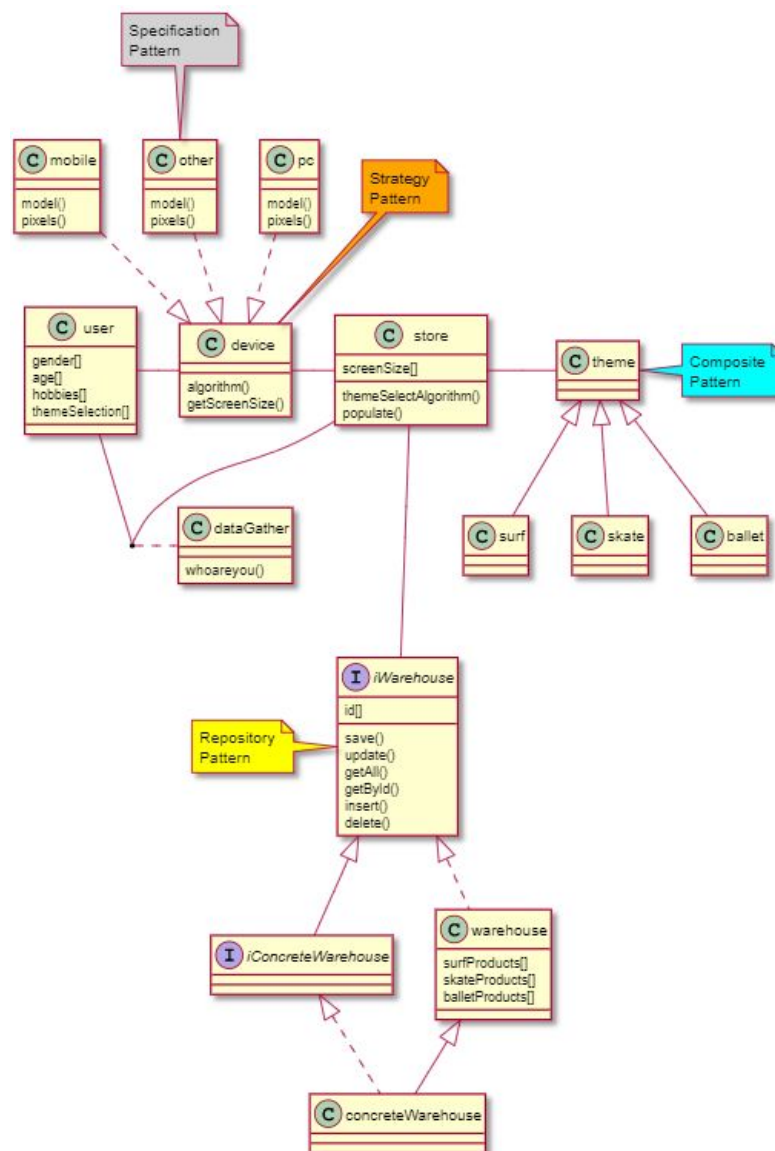 Specification
Pattern
C mobile
model()
pixels()
C other
model()
pixels()
C pc
model()
pixels()
Strategy
Pattern
C user
gender[]
age[]
hobbies[]
themeSelection[]
C device
algorithm()
getScreenSize()
C store
screenSize[]
themeSelectAlgorithm()
populate()
C theme
Composite
Pattern
C dataGather
whoareyou()
C surf
C skate
C ballet
I iWarehouse
id[]
save()
update()
getAll()
getById()
insert()
delete()
Repository
Pattern
I iConcreteWarehouse
C warehouse
surfProducts[]
skateProducts[]
balletProducts[]
C concreteWarehouse